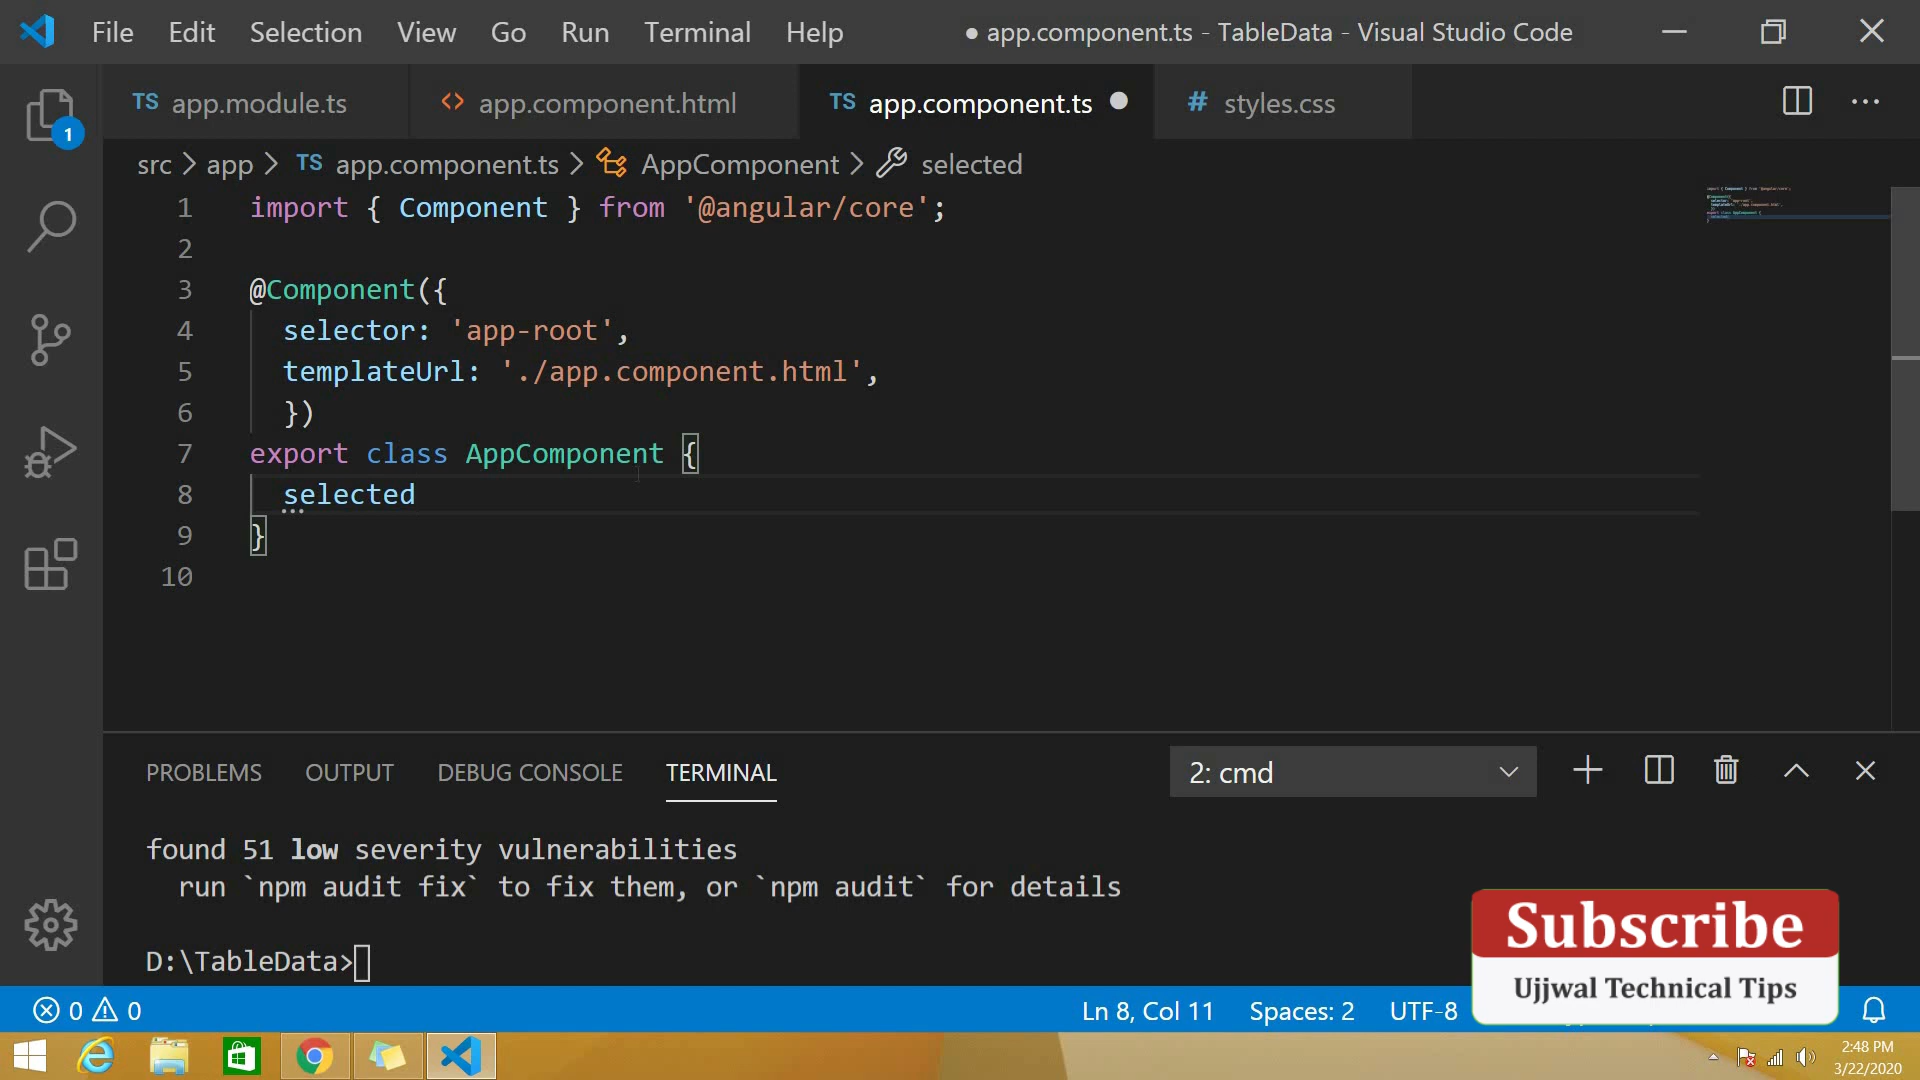 File Edit Selection View Go Run Terminal Help ● app.component.ts - TableData - Visual Studio Code
TS app.module.ts <> app.component.html TS app.component.ts ● # styles.css ...
1
src > app > TS app.component.ts > AppComponent > selected
1 import { Component } from '@angular/core';
2
3 @Component({
4 selector: 'app-root',
5 templateUrl: './app.component.html',
6 })
7 export class AppComponent {
8 selected
9 }
10
PROBLEMS OUTPUT DEBUG CONSOLE TERMINAL 2: cmd
found 51 low severity vulnerabilities
run `npm audit fix` to fix them, or `npm audit` for details
D:\TableData>
Subscribe
Ujjwal Technical Tips
0 0 Ln 8, Col 11 Spaces: 2 UTF-8
2:48 PM
3/22/2020